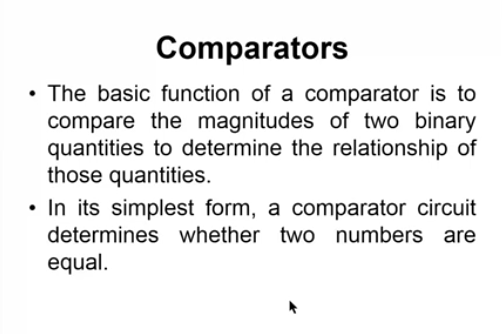 Comparators
• The basic function of a comparator is to
compare the magnitudes of two binary
quantities to determine the relationship of
those quantities.
• In its simplest form, a comparator circuit
determines whether two numbers are
equal.